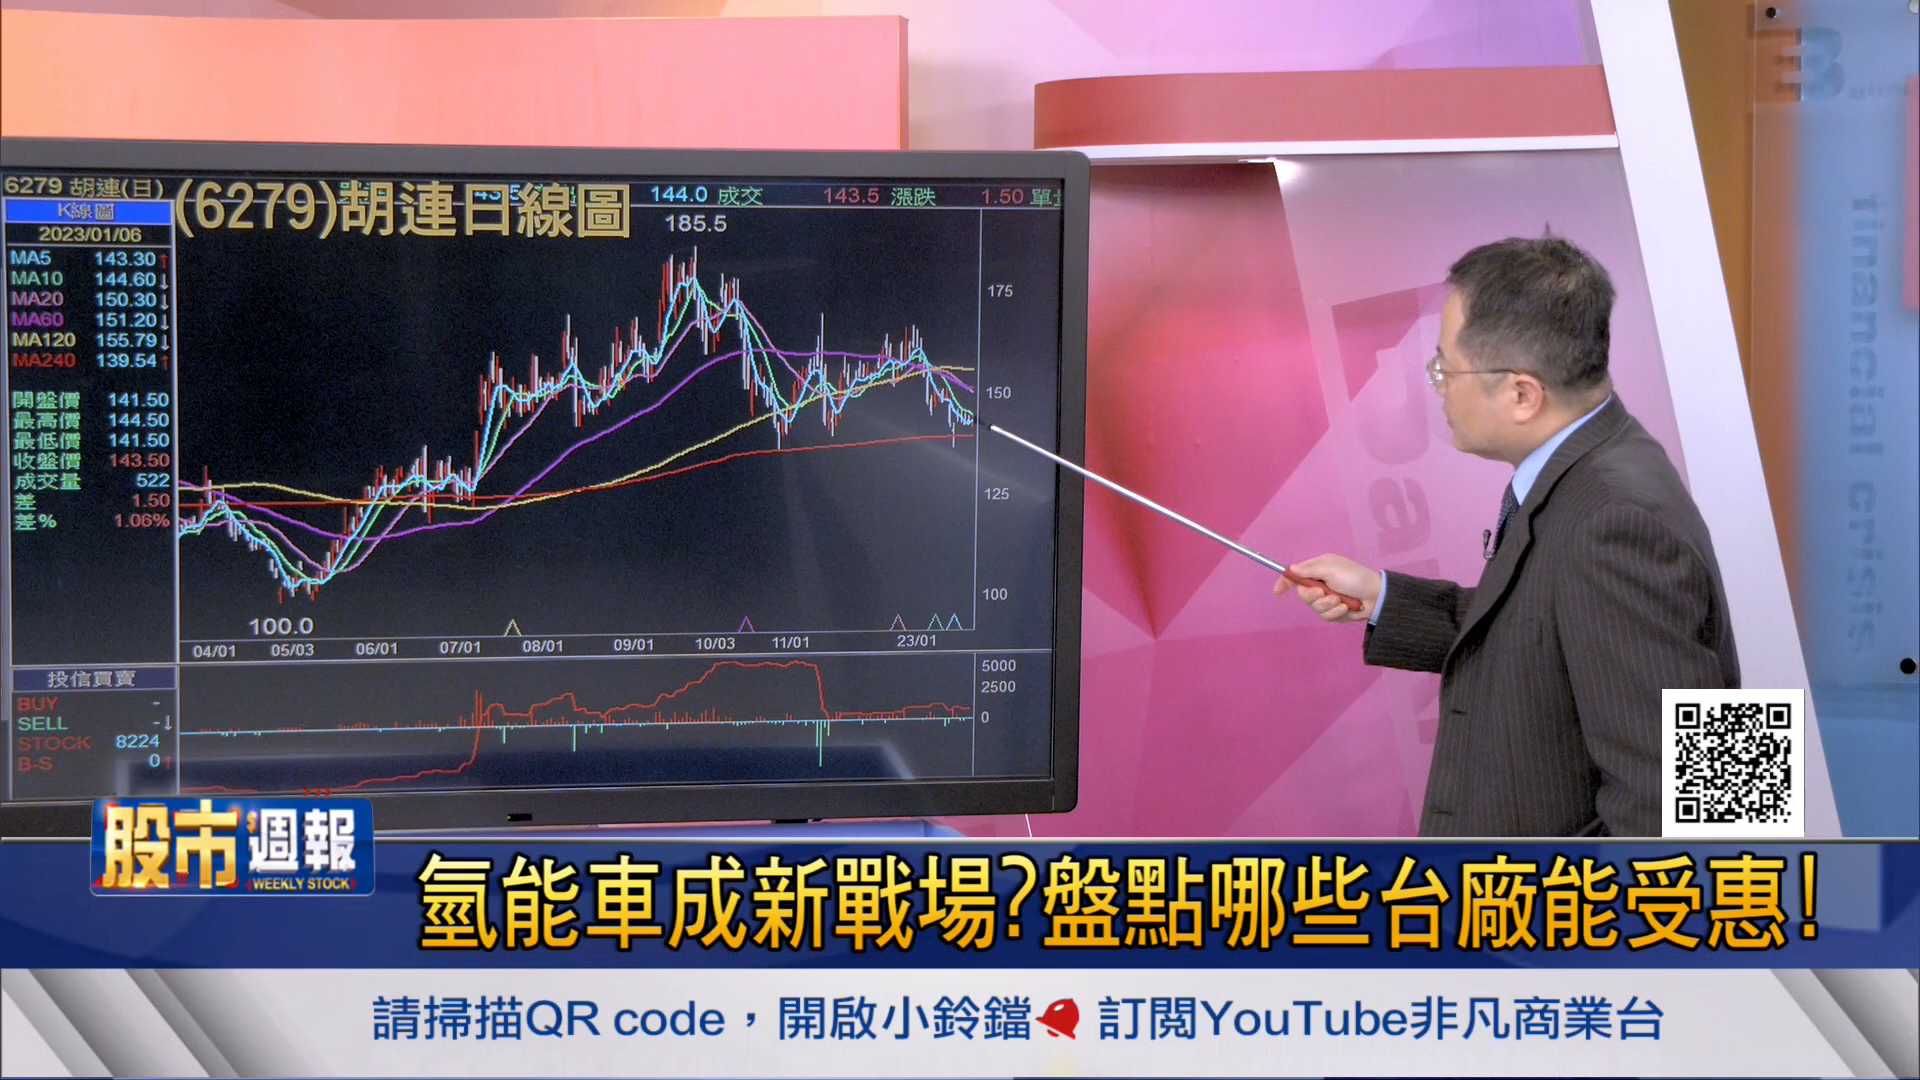 6279 胡連(日)
(6279)胡連日線圖
144.0 成交 143.5 漲跌 1.50
K線圖
2023/01/06
MA5 143.30↑
MA10 144.60↓
MA20 150.30↓
MA60 151.20↓
MA120 155.79↓
MA240 139.54↑
開盤價 141.50
最高價 144.50
最低價 141.50
收盤價 143.50
成交量 522
差 1.50
差% 1.06%
185.5
175
150
125
100
100.0
04/01 05/03 06/01 07/01 08/01 09/01 10/03 11/01 23/01
投信買賣
BUY -
SELL -↓
STOCK 8224
B-S 0↑
5000
2500
0
financial crisis
股市週報
WEEKLY STOCK
氫能車成新戰場?盤點哪些台廠能受惠!
請掃描QR code，開啟小鈴鐺 訂閱YouTube非凡商業台